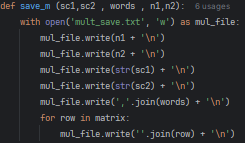 def save_m (sc1,sc2 , words , n1,n2): 6 usages
with open('mult_save.txt', 'w') as mul_file:
mul_file.write(n1 + '\n')
mul_file.write(n2 + '\n')
mul_file.write(str(sc1) + '\n')
mul_file.write(str(sc2) + '\n')
mul_file.write(','.join(words) + '\n')
for row in matrix:
mul_file.write(''.join(row) + '\n')